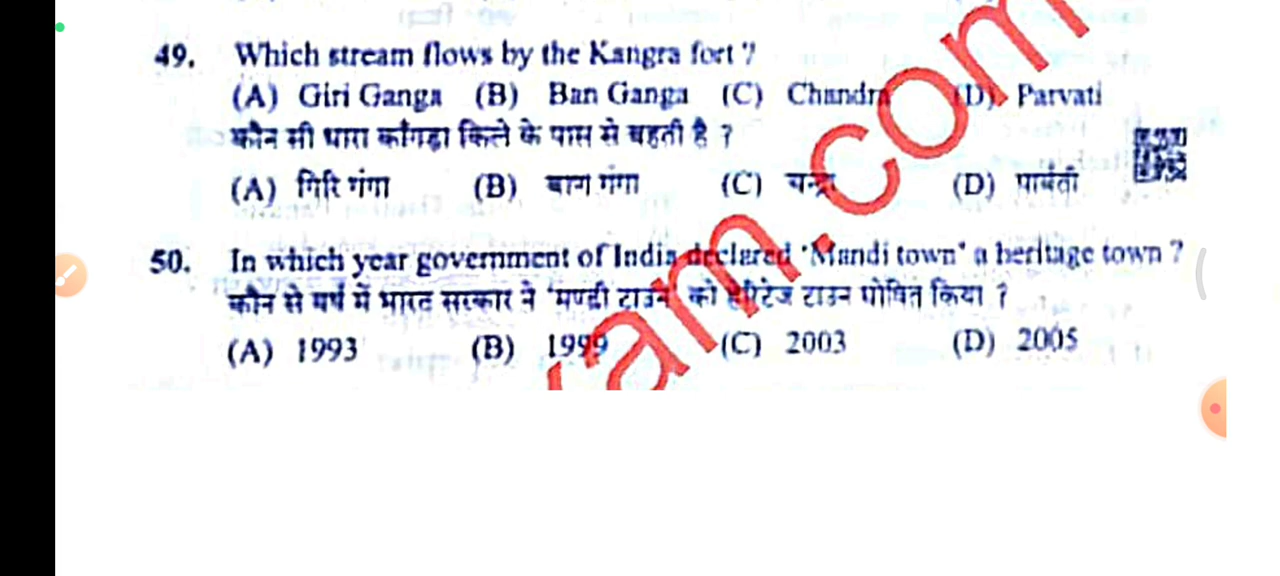 49. Which stream flows by the Kangra fort ?
(A) Giri Ganga (B) Ban Ganga (C) Chandra (D) Parvati
कौन सी धारा काँगड़ा किले के पास से बहती है ?
(A) गिरि गंगा (B) बाण गंगा (C) चन्द्र (D) पार्वती
50. In which year government of India declared 'Mandi town' a heritage town ?
कौन से वर्ष में भारत सरकार ने 'मण्डी टाउन' को हैरीटेज टाउन घोषित किया ?
(A) 1993 (B) 1999 (C) 2003 (D) 2005
am.com